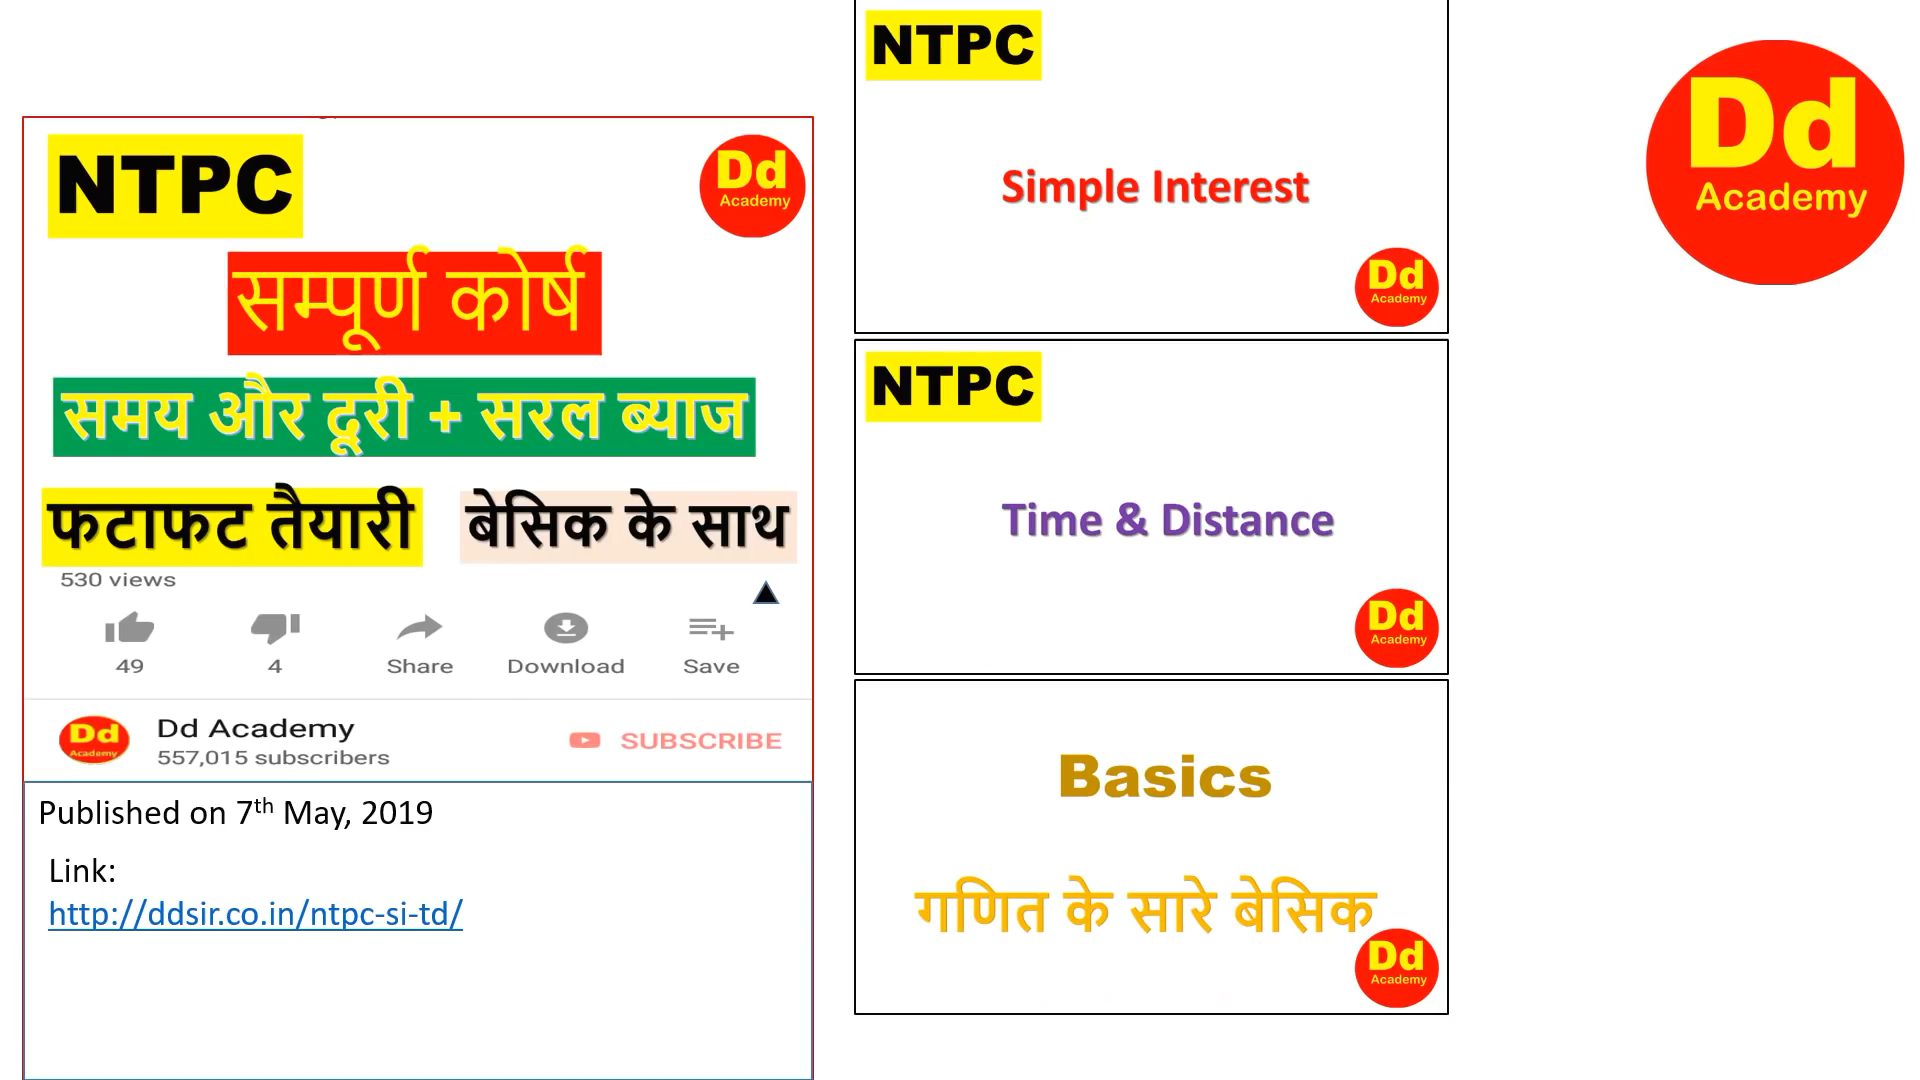 NTPC
Dd
Academy
सम्पूर्ण कोर्ष
समय और दूरी + सरल ब्याज
फटाफट तैयारी बेसिक के साथ
530 views
49 4 Share Download Save
Dd
Academy
Dd Academy
557,015 subscribers
SUBSCRIBE
Published on 7th May, 2019
Link:
http://ddsir.co.in/ntpc-si-td/
NTPC
Simple Interest
Dd
Academy
NTPC
Time & Distance
Dd
Academy
Basics
गणित के सारे बेसिक
Dd
Academy
Dd
Academy